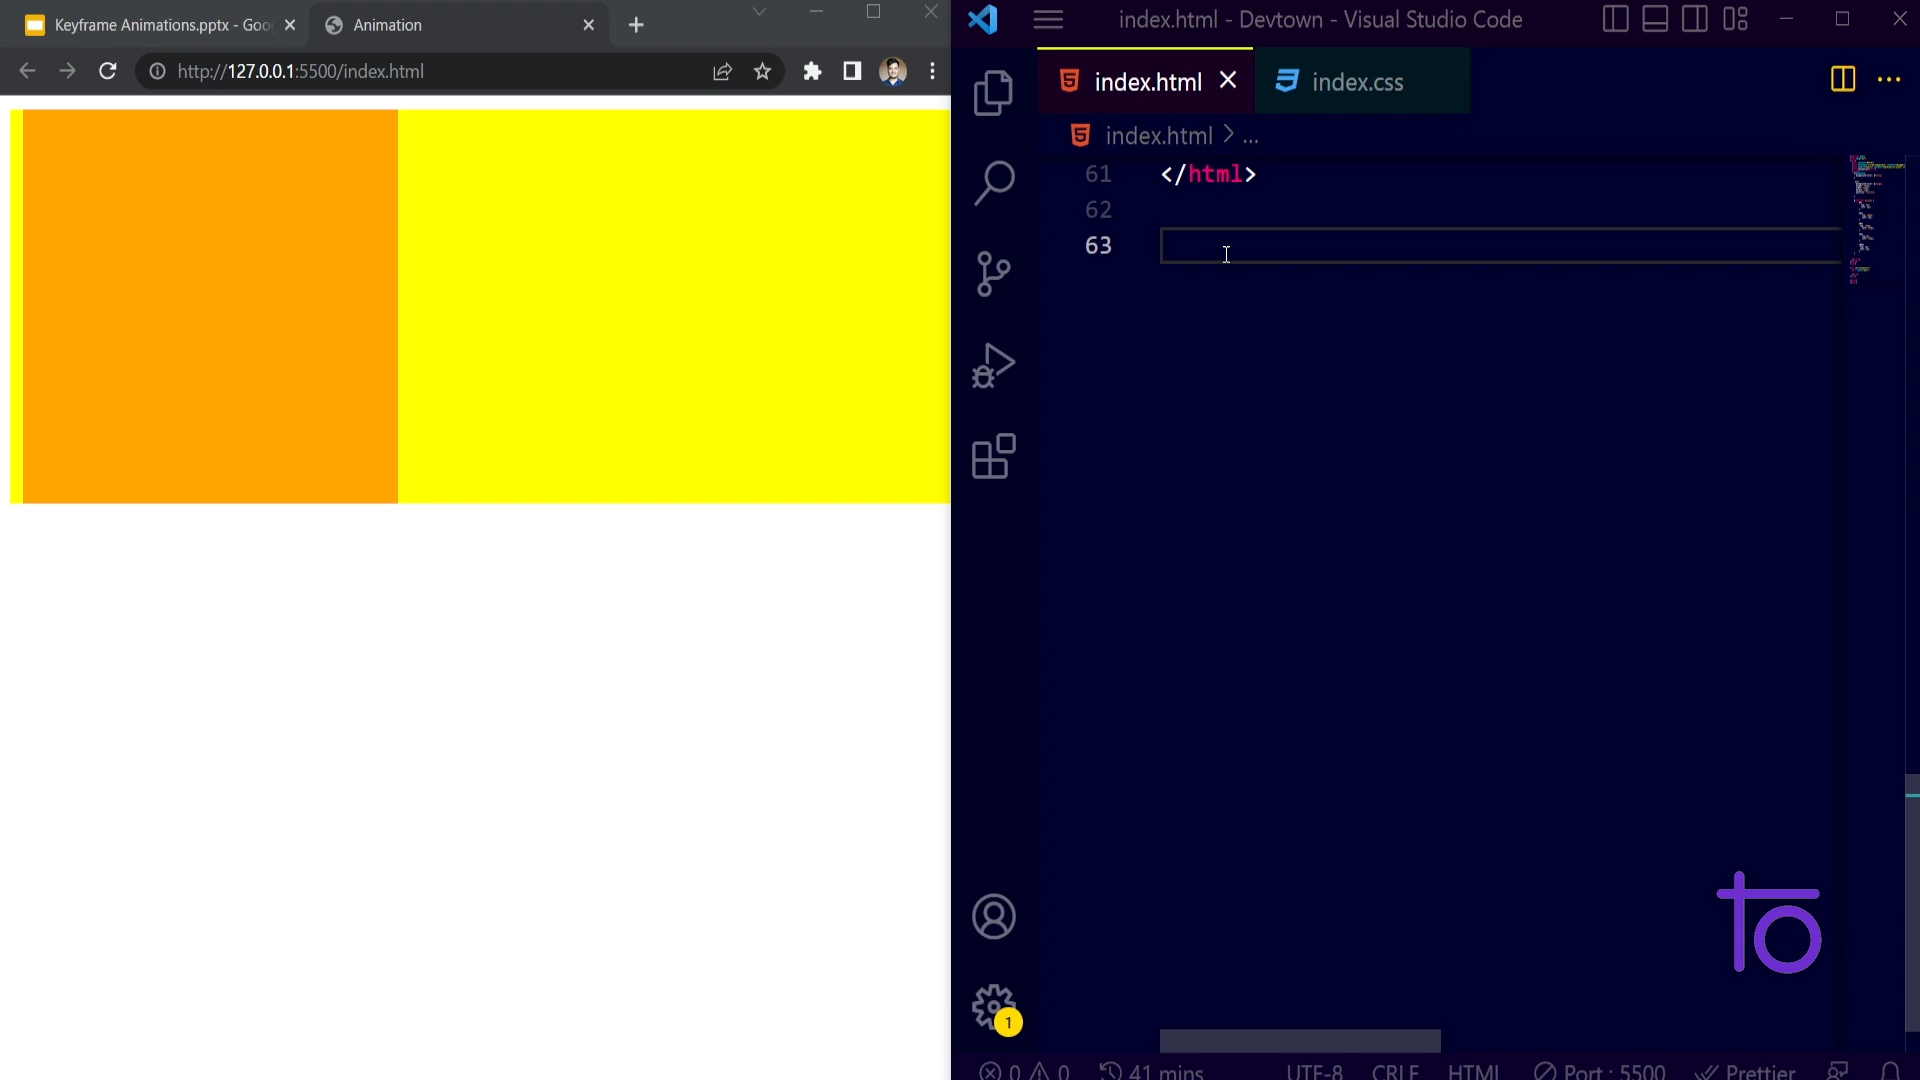 Keyframe Animations.pptx - Goo
Animation
http://127.0.0.1:5500/index.html
index.html - Devtown - Visual Studio Code
index.html
index.css
index.html > ...
61 </html>
62
63
1
0 0 41 mins UTF-8 CRLF HTML Port : 5500 Prettier